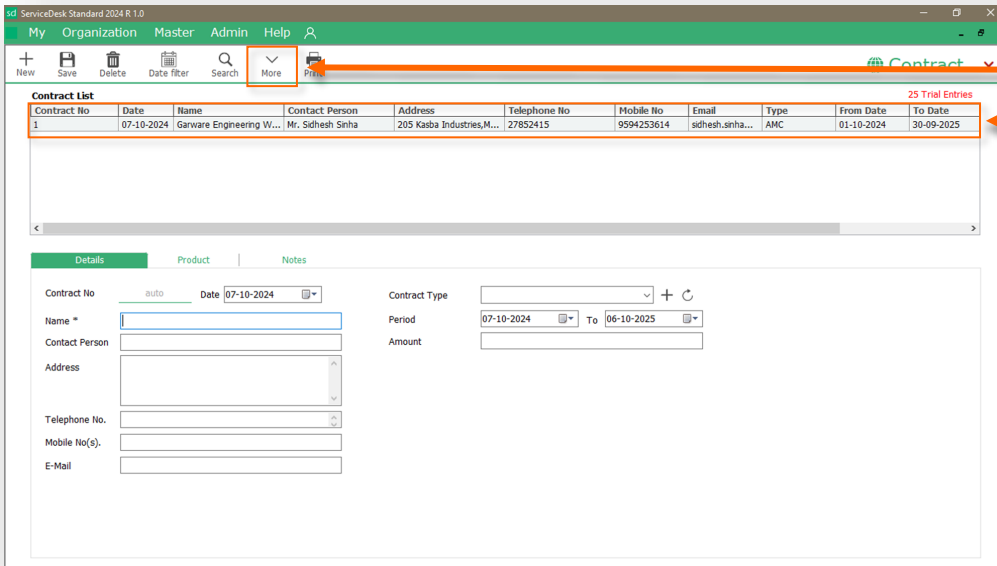 sd ServiceDesk Standard 2024 R 1.0
My Organization Master Admin Help
New Save Delete Date filter Search More Print
Contract
Contract List
25 Trial Entries
Contract No Date Name Contact Person Address Telephone No Mobile No Email Type From Date To Date
1 07-10-2024 Garware Engineering W... Mr. Sidhesh Sinha 205 Kasba Industries,M... 27852415 9594253614 sidhesh.sinha... AMC 01-10-2024 30-09-2025
Details Product Notes
Contract No auto Date 07-10-2024 Contract Type
Name * Period 07-10-2024 To 06-10-2025
Contact Person Amount
Address
Telephone No.
Mobile No(s).
E-Mail